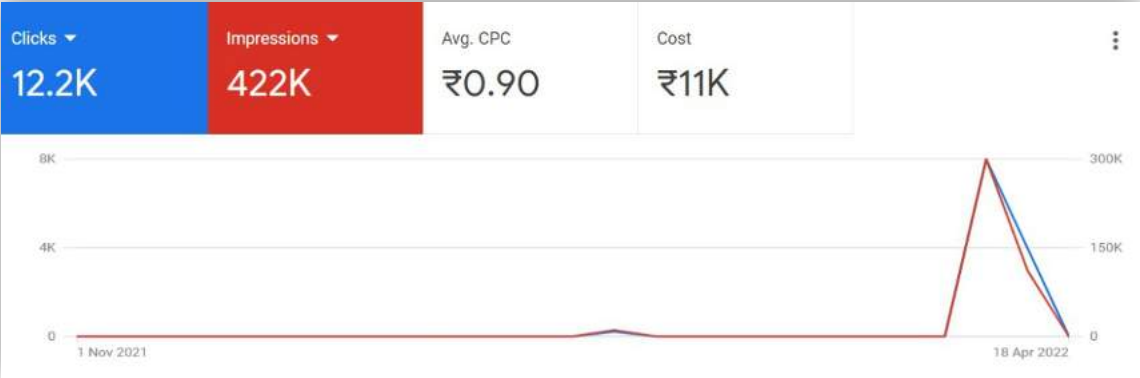 Clicks
Impressions
Avg. CPC
Cost
12.2K
422K
₹0.90
₹11K
8K
300K
4K
150K
0
0
1 Nov 2021
18 Apr 2022